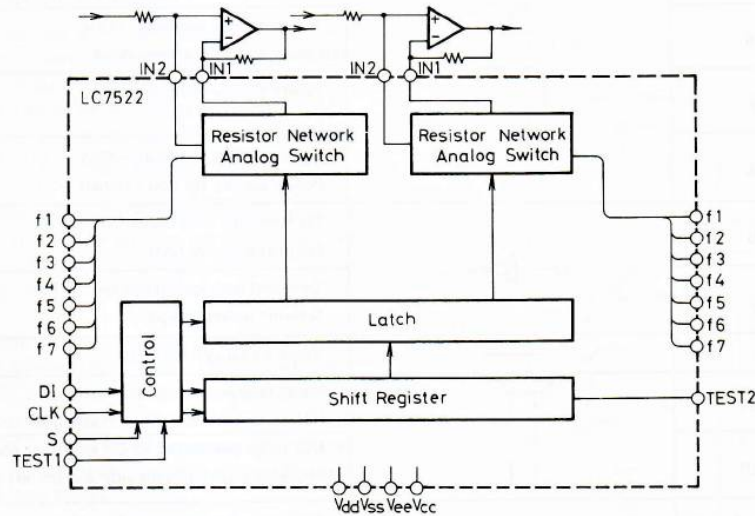 IN2 IN1 IN2 IN1
LC7522
Resistor Network
Analog Switch
Resistor Network
Analog Switch
f1
f2
f3
f4
f5
f6
f7
DI
CLK
S
TEST1
Control
Latch
Shift Register
f1
f2
f3
f4
f5
f6
f7
TEST2
Vdd Vss Vee Vcc